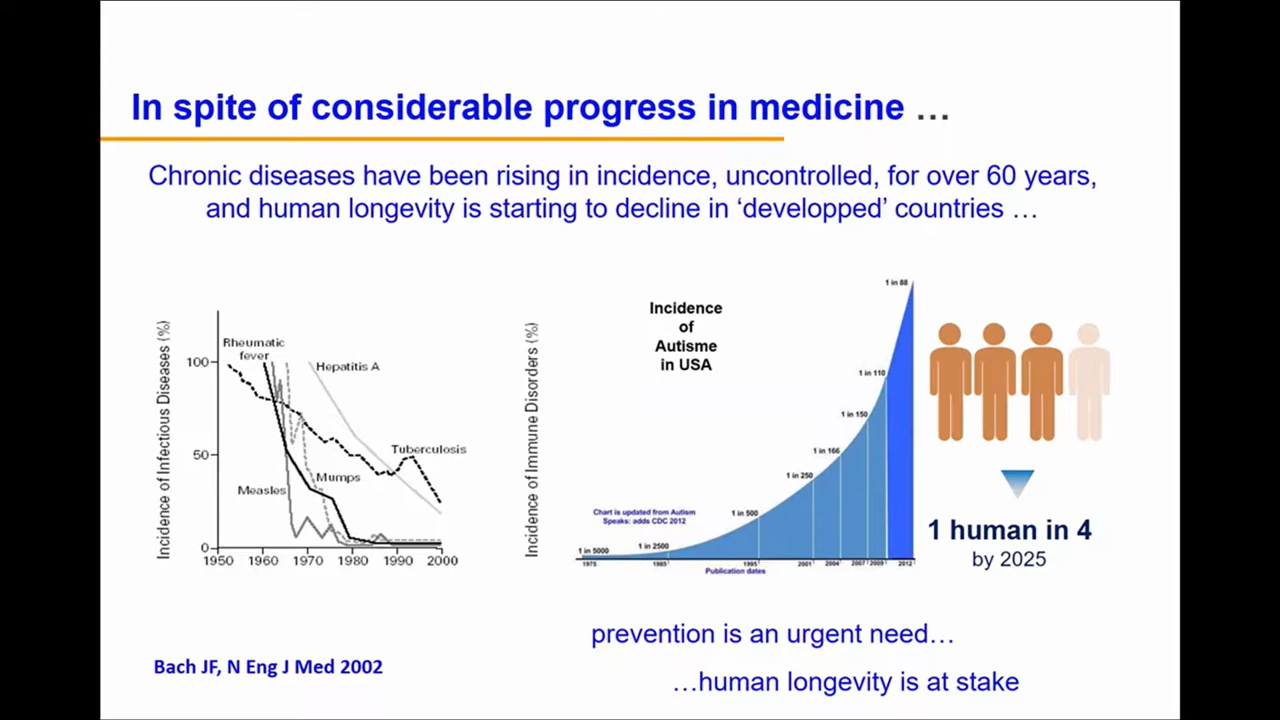 In spite of considerable progress in medicine …
Chronic diseases have been rising in incidence, uncontrolled, for over 60 years,
and human longevity is starting to decline in ‘developped’ countries …
Incidence of Infectious Diseases (%)
100
50
0
1950 1960 1970 1980 1990 2000
Rheumatic
fever
Hepatitis A
Tuberculosis
Mumps
Measles
Incidence of Immune Disorders (%)
Incidence
of
Autisme
in USA
Chart is updated from Autism
Speaks: adds CDC 2012
1 in 5000
1 in 2500
1 in 500
1 in 250
1 in 166
1 in 150
1 in 110
1 in 88
1975 1985 1995 2001 2004 2007 2009 2012
Publication dates
1 human in 4
by 2025
prevention is an urgent need…
Bach JF, N Eng J Med 2002
…human longevity is at stake